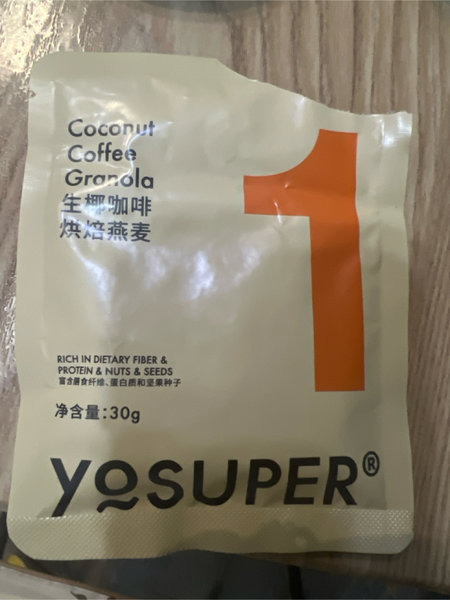 Coconut
Coffee
Granola
生椰咖啡
烘焙燕麦
1
RICH IN DIETARY FIBER &
PROTEIN & NUTS & SEEDS
富含膳食纤维、蛋白质和坚果种子
净含量:30g
YOSUPER®